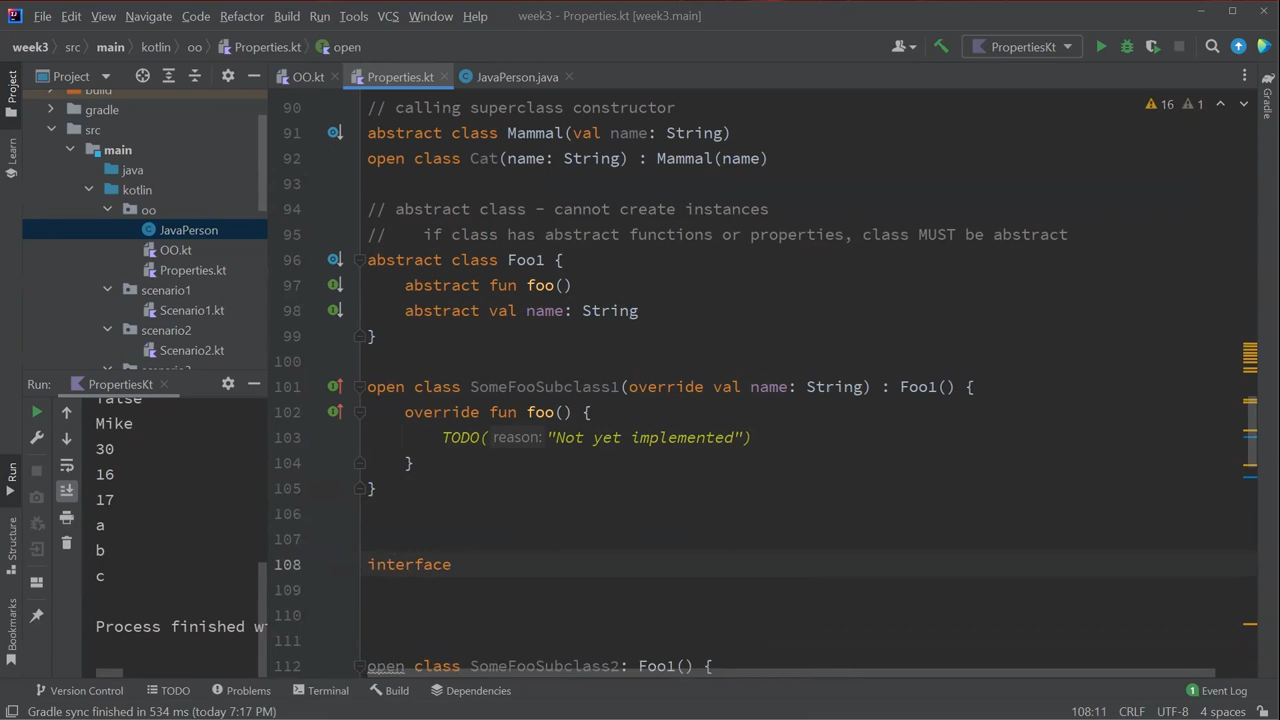 File Edit View Navigate Code Refactor Build Run Tools VCS Window Help week3 - Properties.kt [week3.main]
week3 src main kotlin oo Properties.kt open PropertiesKt
Project OO.kt Properties.kt JavaPerson.java
Project
Learn
Run
Structure
Bookmarks
build
gradle
src
main
java
kotlin
oo
JavaPerson
OO.kt
Properties.kt
scenario1
Scenario1.kt
scenario2
Scenario2.kt
Run: PropertiesKt
false
Mike
30
16
17
a
b
c
Process finished
16 1
90 // calling superclass constructor
91 abstract class Mammal(val name: String)
92 open class Cat(name: String) : Mammal(name)
93
94 // abstract class - cannot create instances
95 //    if class has abstract functions or properties, class MUST be abstract
96 abstract class Foo1 {
97     abstract fun foo()
98     abstract val name: String
99 }
100
101 open class SomeFooSubclass1(override val name: String) : Foo1() {
102     override fun foo() {
103         TODO( reason: "Not yet implemented")
104     }
105 }
106
107
108 interface
109
110
111
112 open class SomeFooSubclass2: Foo1() {
Gradle
Version Control TODO Problems Terminal Build Dependencies 1 Event Log
Gradle sync finished in 534 ms (today 7:17 PM) 108:11 CRLF UTF-8 4 spaces